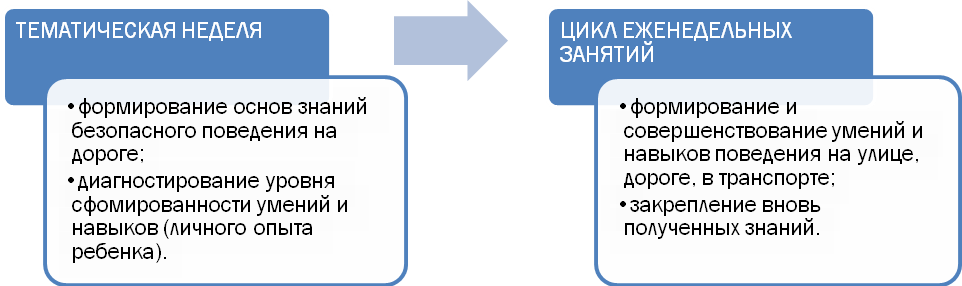 ТЕМАТИЧЕСКАЯ НЕДЕЛЯ
• формирование основ знаний
безопасного поведения на
дороге;
• диагностирование уровня
сфомированности умений и
навыков (личного опыта
ребенка).
ЦИКЛ ЕЖЕНЕДЕЛЬНЫХ
ЗАНЯТИЙ
• формирование и
совершенствование умений и
навыков поведения на улице,
дороге, в транспорте;
• закрепление вновь
полученных знаний.